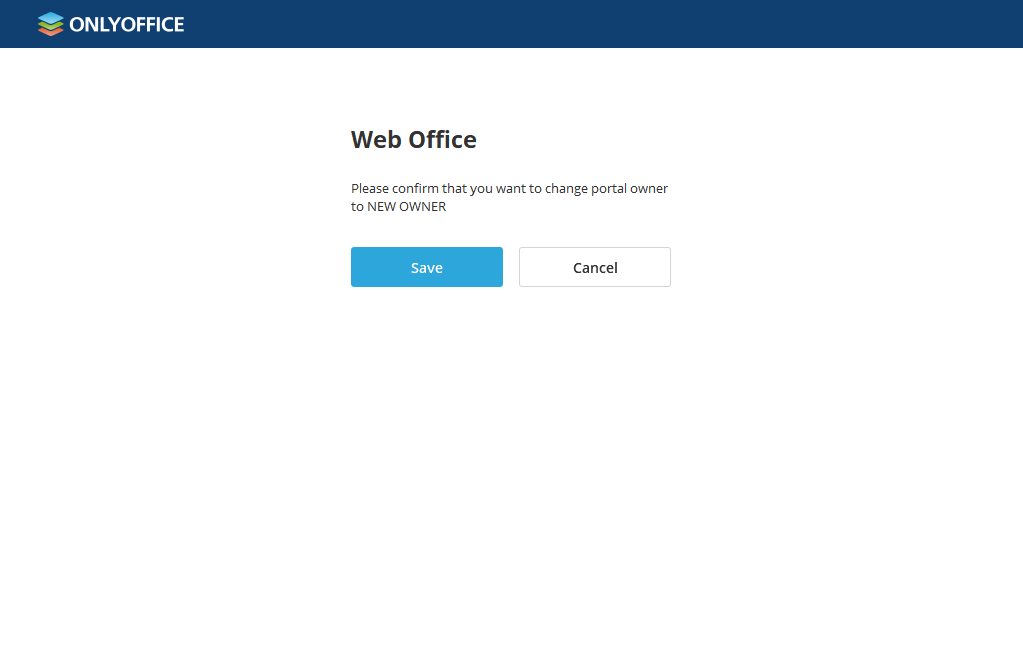 ONLYOFFICE
Web Office
Please confirm that you want to change portal owner
to NEW OWNER
Save
Cancel